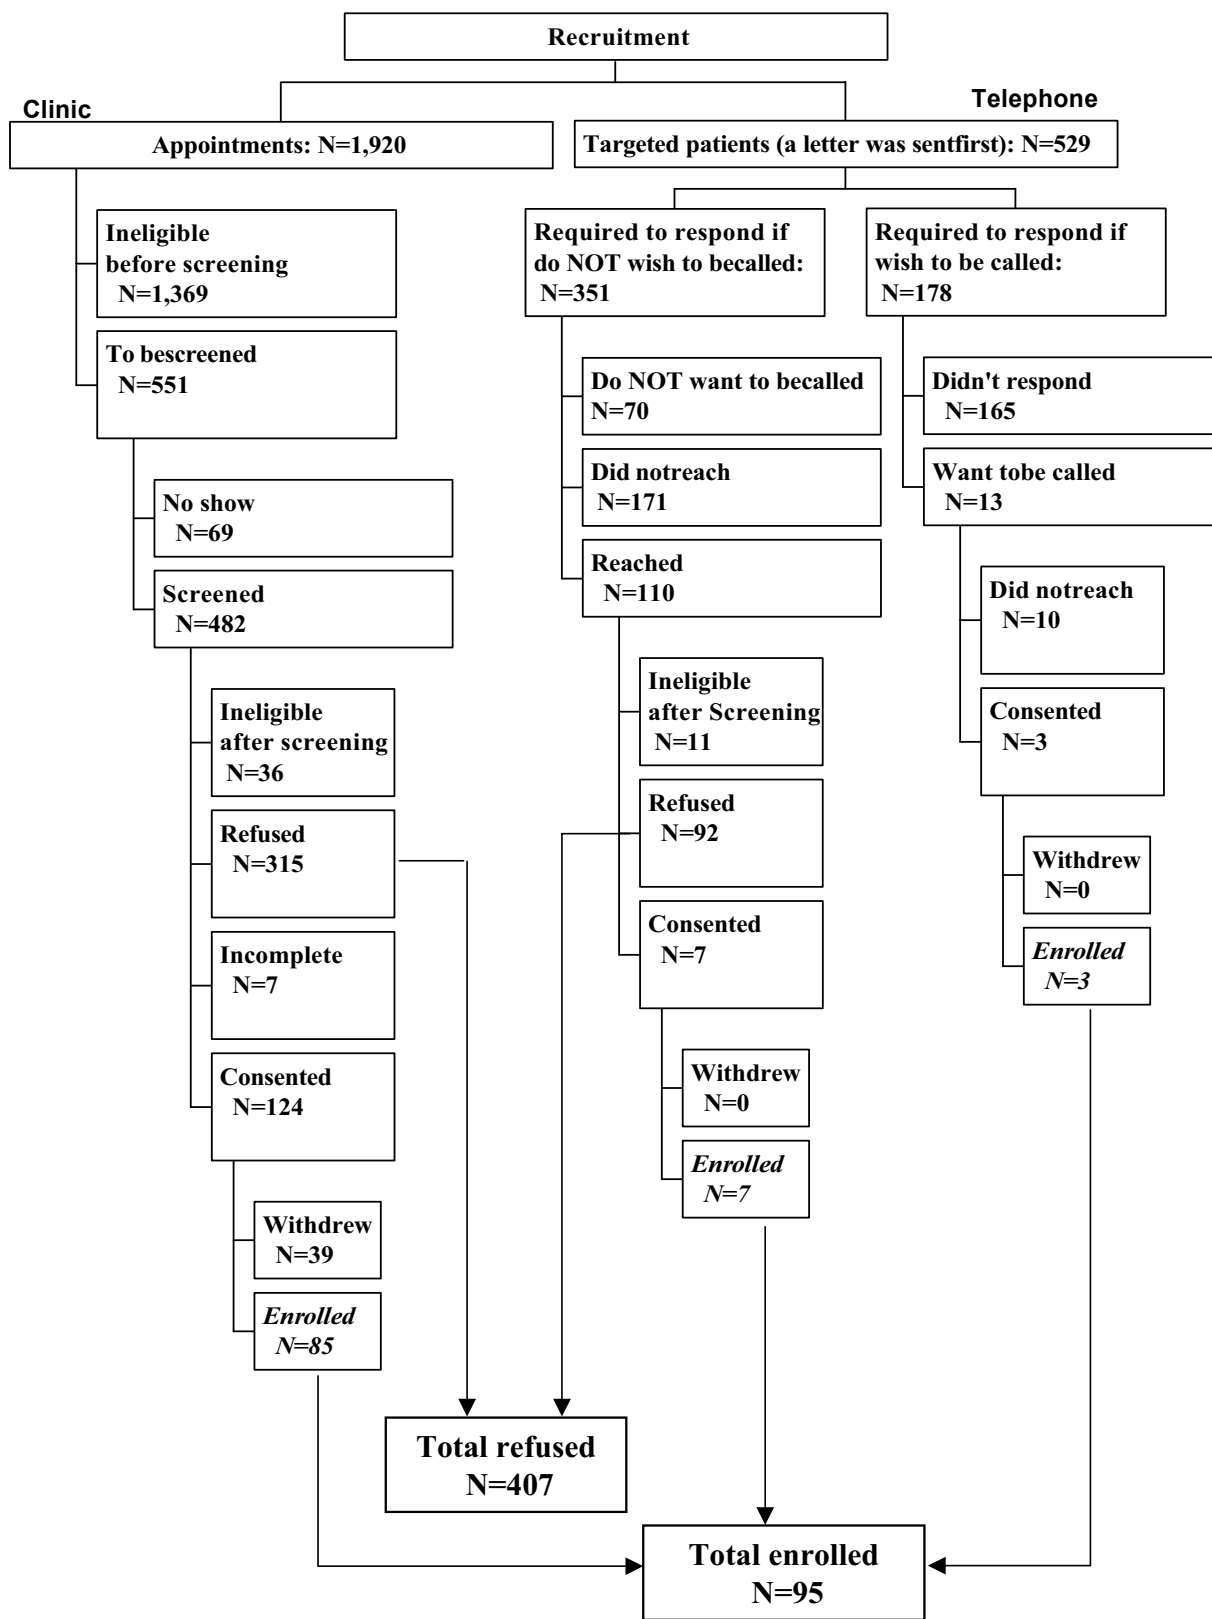 Recruitment
Clinic
Appointments: N=1,920
Ineligible
before screening
N=1,369
To bescreened
N=551
No show
N=69
Screened
N=482
Ineligible
after screening
N=36
Refused
N=315
Incomplete
N=7
Consented
N=124
Withdrew
N=39
Enrolled
N=85
Telephone
Targeted patients (a letter was sentfirst): N=529
Required to respond if
do NOT wish to becalled:
N=351
Do NOT want to becalled
N=70
Did notreach
N=171
Reached
N=110
Ineligible
after Screening
N=11
Refused
N=92
Consented
N=7
Withdrew
N=0
Enrolled
N=7
Required to respond if
wish to be called:
N=178
Didn't respond
N=165
Want tobe called
N=13
Did notreach
N=10
Consented
N=3
Withdrew
N=0
Enrolled
N=3
Total refused
N=407
Total enrolled
N=95